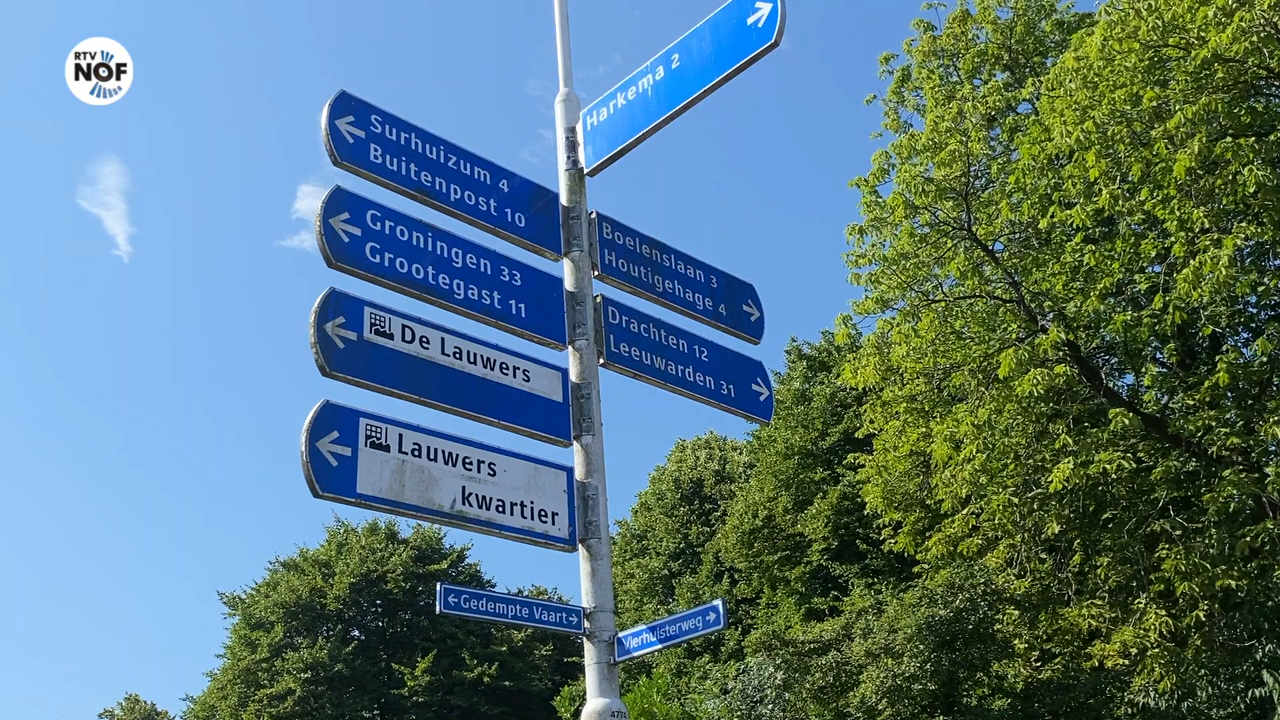 RTV
NOF
Harkema 2
Surhuizum 4
Buitenpost 10
Groningen 33
Grootegast 11
Boelenslaan 3
Houtigehage 4
De Lauwers
Drachten 12
Leeuwarden 31
Lauwers
kwartier
Gedempte Vaart
Vierhuisterweg
4774